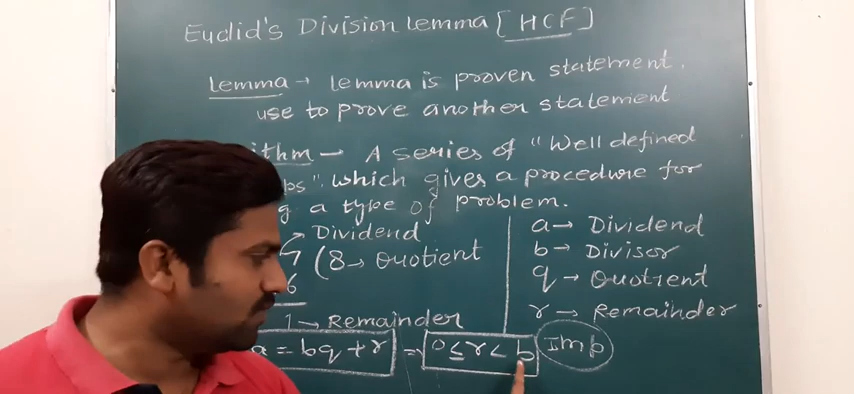 Euclid's Division Lemma [HCF]
Lemma → Lemma is proven statement.
use to prove another statement
ithm – A series of "Well defined
ps" which gives a procedure for
g a type of problem.
→ Dividend
7 ( 8 → Quotient
6
1 → Remainder
a = bq + r ⇒ 0 ≤ r < b Imp
a → Dividend
b → Divisor
q → Quotient
r → Remainder